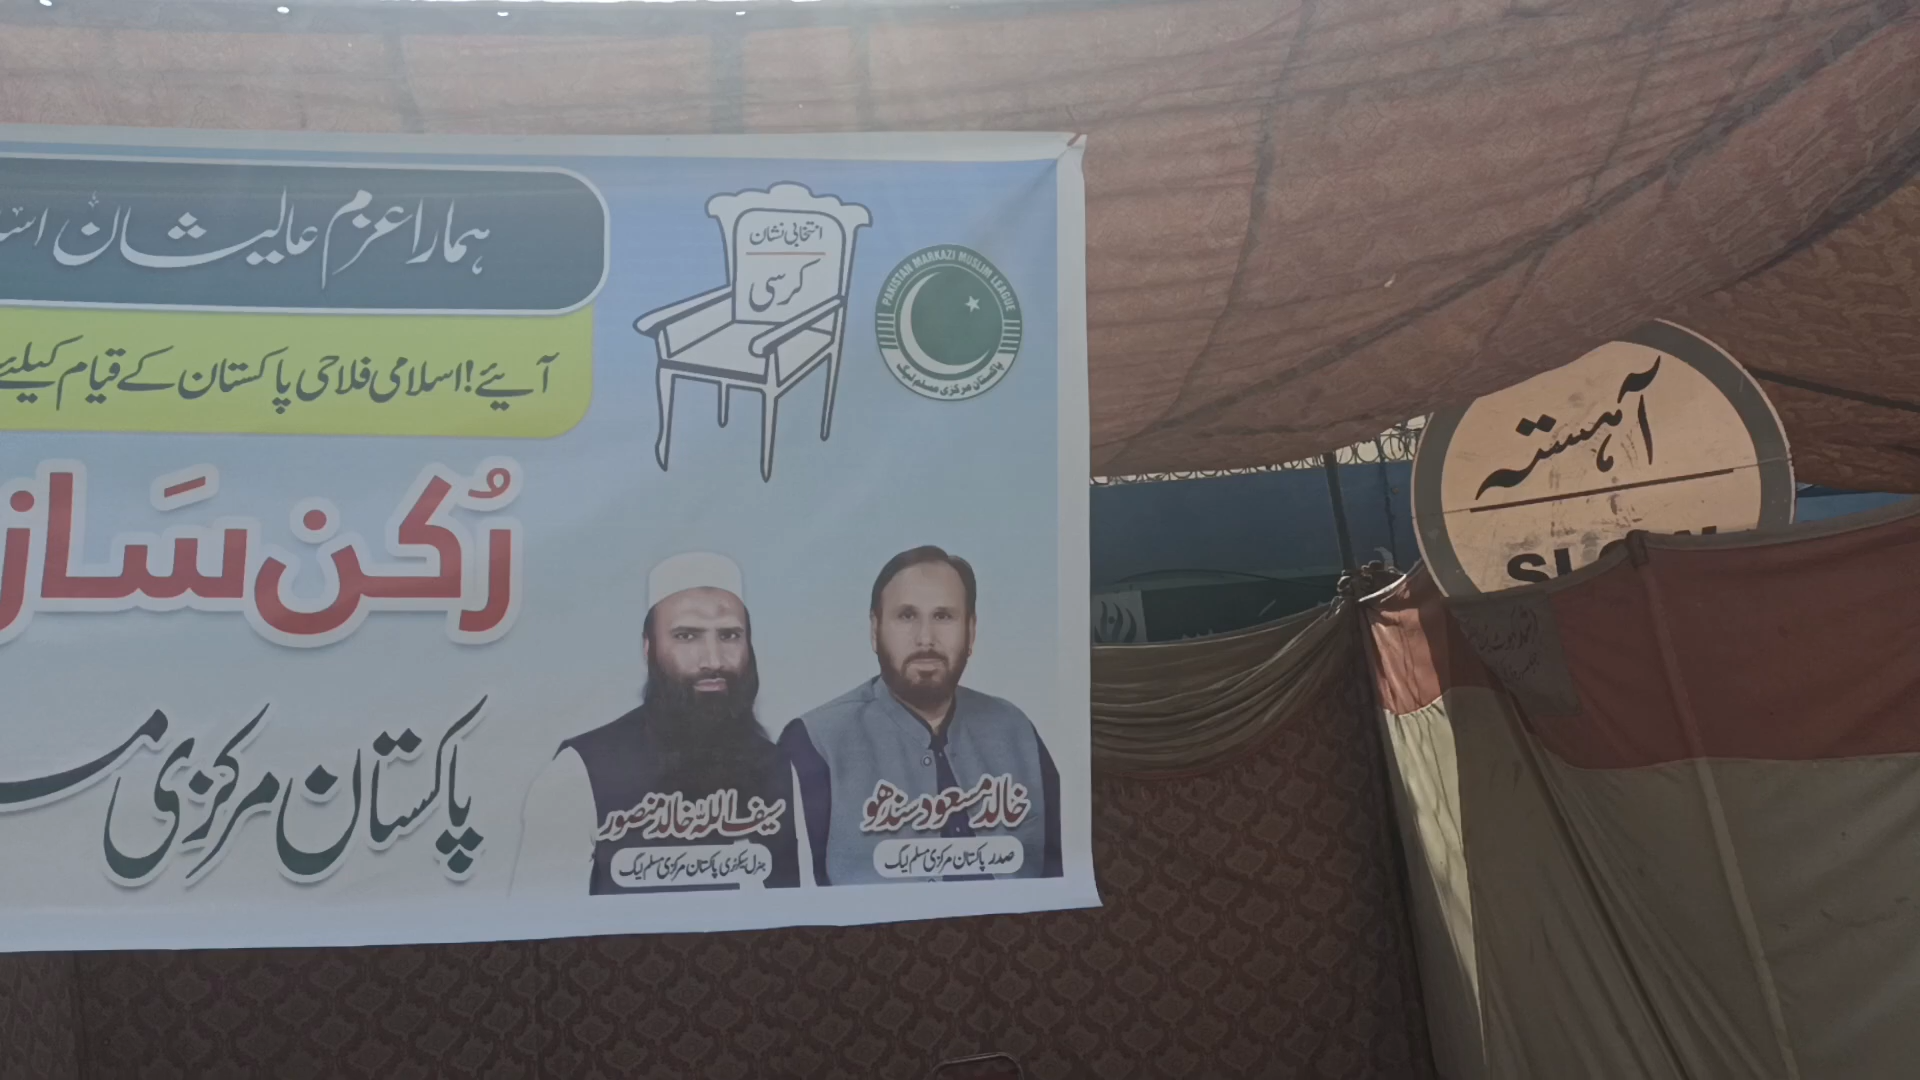 ہمارا عزم عالیشان
انتخابی نشان
کرسی
PAKISTAN MARKAZI MUSLIM LEAGUE
پاکستان مرکزی مسلم لیگ
آیئے! اسلامی فلاحی پاکستان کے قیام کیلئے
رُکن سَاز
پاکستان مرکزی
سیف اللہ خالد منصور
جنرل سیکرٹری پاکستان مرکزی مسلم لیگ
خالد مسعود سندھو
صدر پاکستان مرکزی مسلم لیگ
آہستہ
SLOW